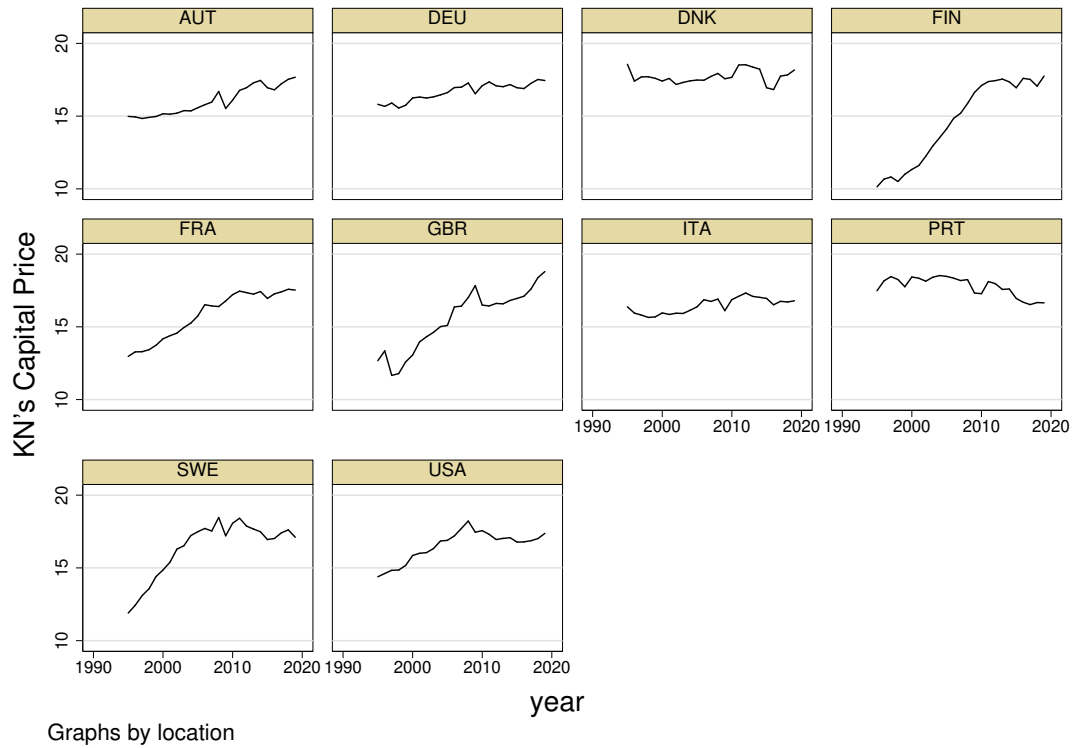 AUT DEU DNK FIN
20
15
10
FRA GBR ITA PRT
20
15
10
1990 2000 2010 2020 1990 2000 2010 2020
SWE USA
20
15
10
1990 2000 2010 2020 1990 2000 2010 2020
KN's Capital Price
year
Graphs by location